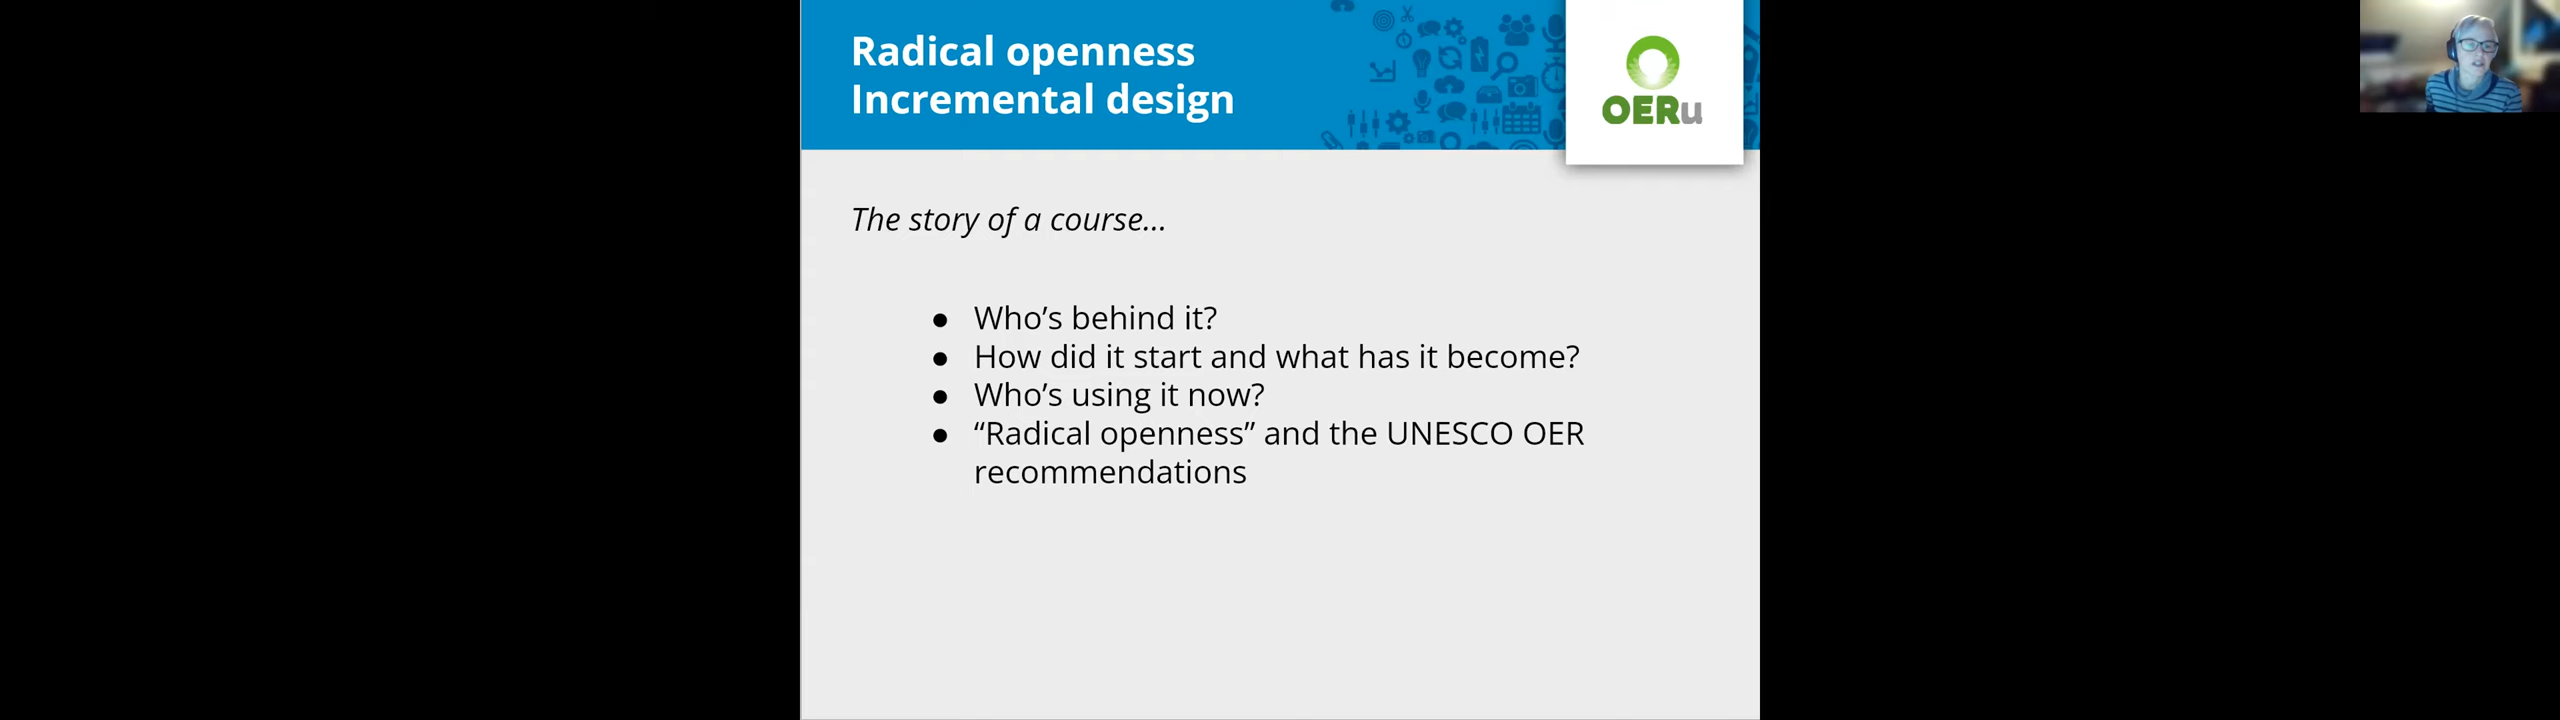 Radical openness
Incremental design
OERu
The story of a course...
● Who’s behind it?
● How did it start and what has it become?
● Who’s using it now?
● “Radical openness” and the UNESCO OER
recommendations